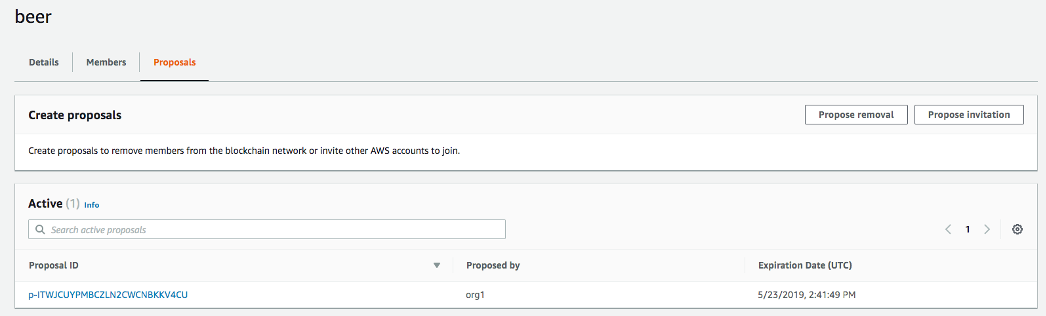 beer
Details Members Proposals
Create proposals Propose removal Propose invitation
Create proposals to remove members from the blockchain network or invite other AWS accounts to join.
Active (1) Info
Search active proposals 1
Proposal ID Proposed by Expiration Date (UTC)
p-ITWJCUYPMBCZLN2CWCNBKKV4CU org1 5/23/2019, 2:41:49 PM